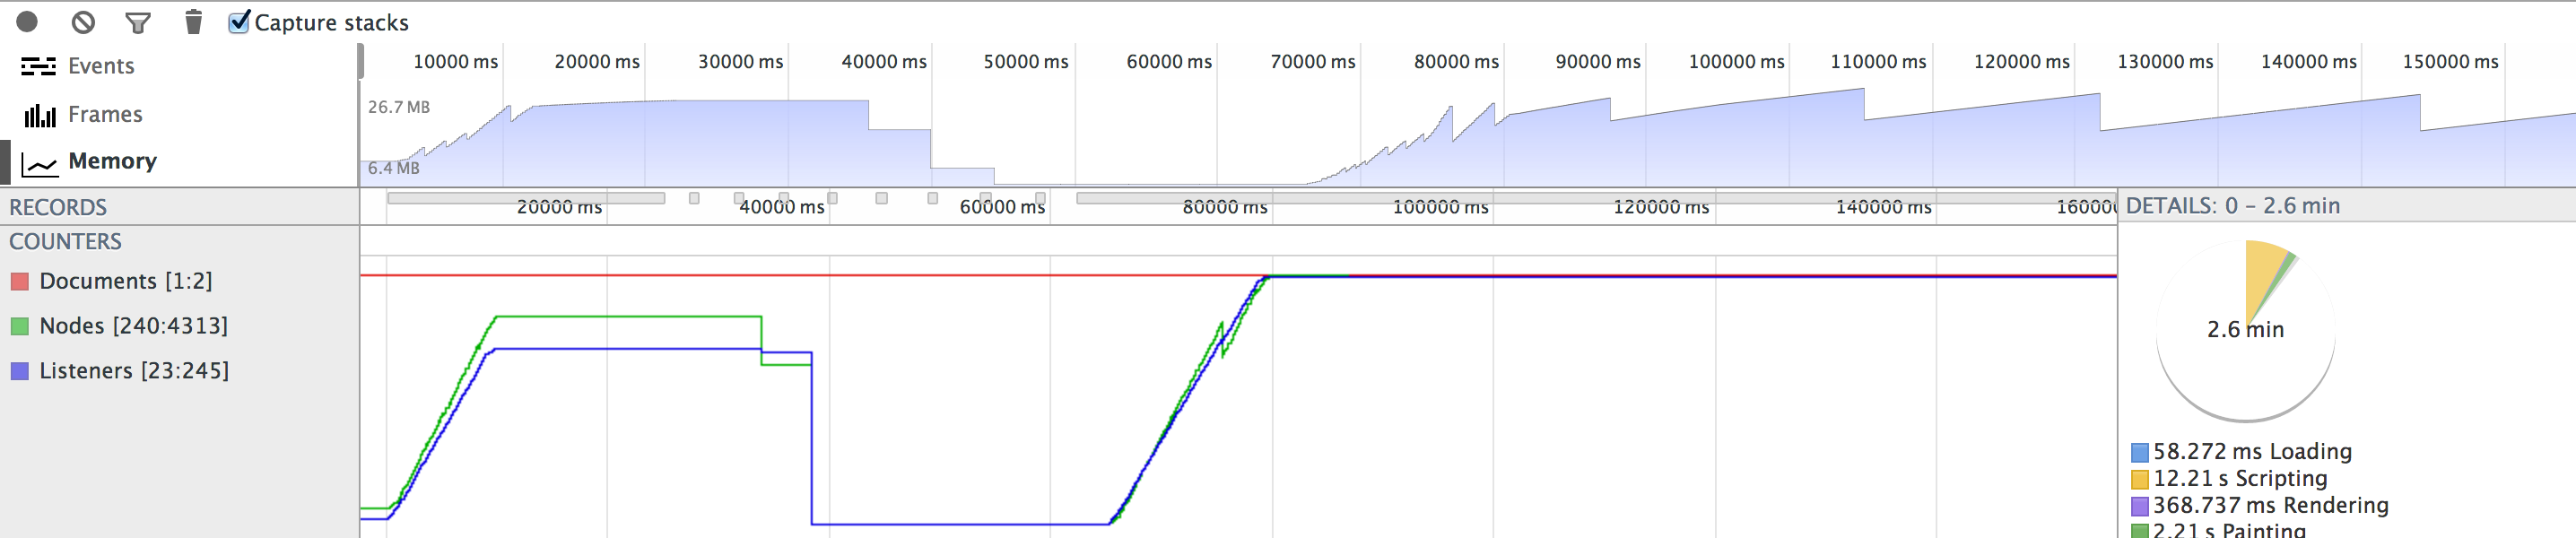 Capture stacks
Events
Frames
Memory
10000 ms 20000 ms 30000 ms 40000 ms 50000 ms 60000 ms 70000 ms 80000 ms 90000 ms 100000 ms 110000 ms 120000 ms 130000 ms 140000 ms 150000 ms
26.7 MB
6.4 MB
RECORDS
20000 ms 40000 ms 60000 ms 80000 ms 100000 ms 120000 ms 140000 ms 160000
DETAILS: 0 – 2.6 min
COUNTERS
Documents [1:2]
Nodes [240:4313]
Listeners [23:245]
2.6 min
58.272 ms Loading
12.21 s Scripting
368.737 ms Rendering
2.21 s Painting